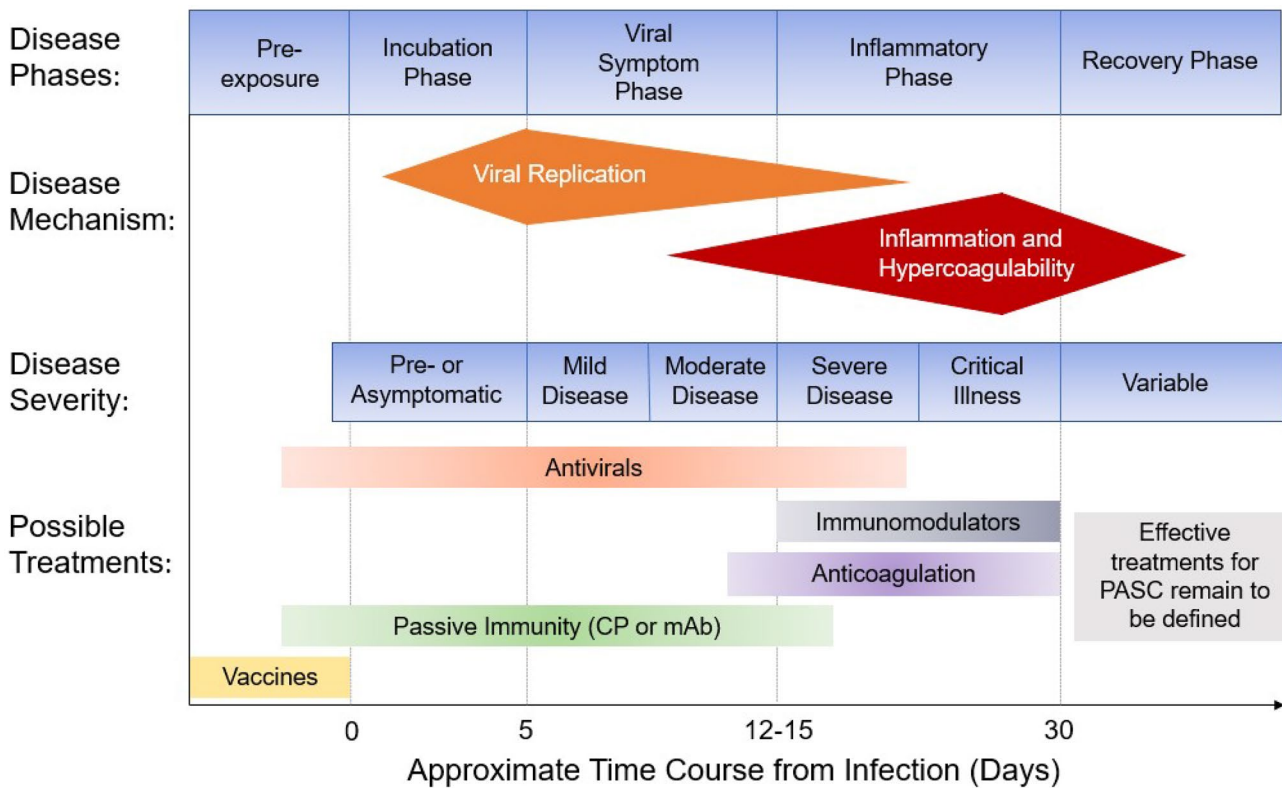 Disease
Phases:
Pre-
exposure
Incubation
Phase
Viral
Symptom
Phase
Inflammatory
Phase
Recovery Phase
Disease
Mechanism:
Viral Replication
Inflammation and
Hypercoagulability
Disease
Severity:
Pre- or
Asymptomatic
Mild
Disease
Moderate
Disease
Severe
Disease
Critical
Illness
Variable
Possible
Treatments:
Antivirals
Immunomodulators
Anticoagulation
Passive Immunity (CP or mAb)
Vaccines
Effective
treatments for
PASC remain to
be defined
0
5
12-15
30
Approximate Time Course from Infection (Days)